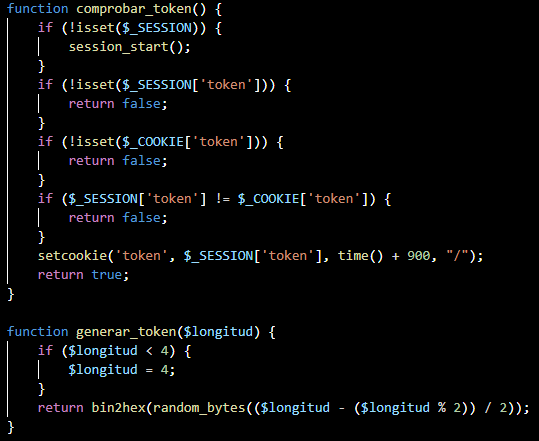 function comprobar_token() {
    if (!isset($_SESSION)) {
        session_start();
    }
    if (!isset($_SESSION['token'])) {
        return false;
    }
    if (!isset($_COOKIE['token'])) {
        return false;
    }
    if ($_SESSION['token'] != $_COOKIE['token']) {
        return false;
    }
    setcookie('token', $_SESSION['token'], time() + 900, "/");
    return true;
}

function generar_token($longitud) {
    if ($longitud < 4) {
        $longitud = 4;
    }
    return bin2hex(random_bytes(($longitud - ($longitud % 2)) / 2));
}